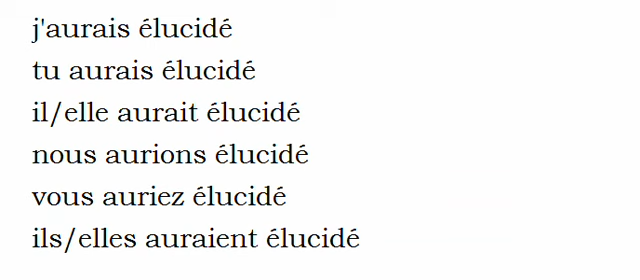 j'aurais élucidé
tu aurais élucidé
il/elle aurait élucidé
nous aurions élucidé
vous auriez élucidé
ils/elles auraient élucidé